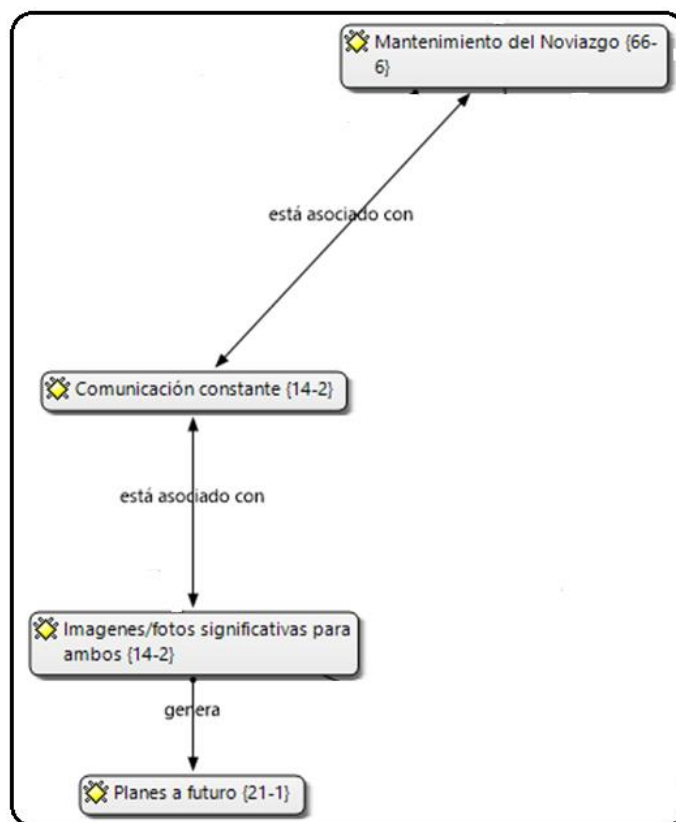 Mantenimiento del Noviazgo {66-
6}
está asociado con
Comunicación constante {14-2}
está asociado con
Imagenes/fotos significativas para
ambos {14-2}
genera
Planes a futuro {21-1}